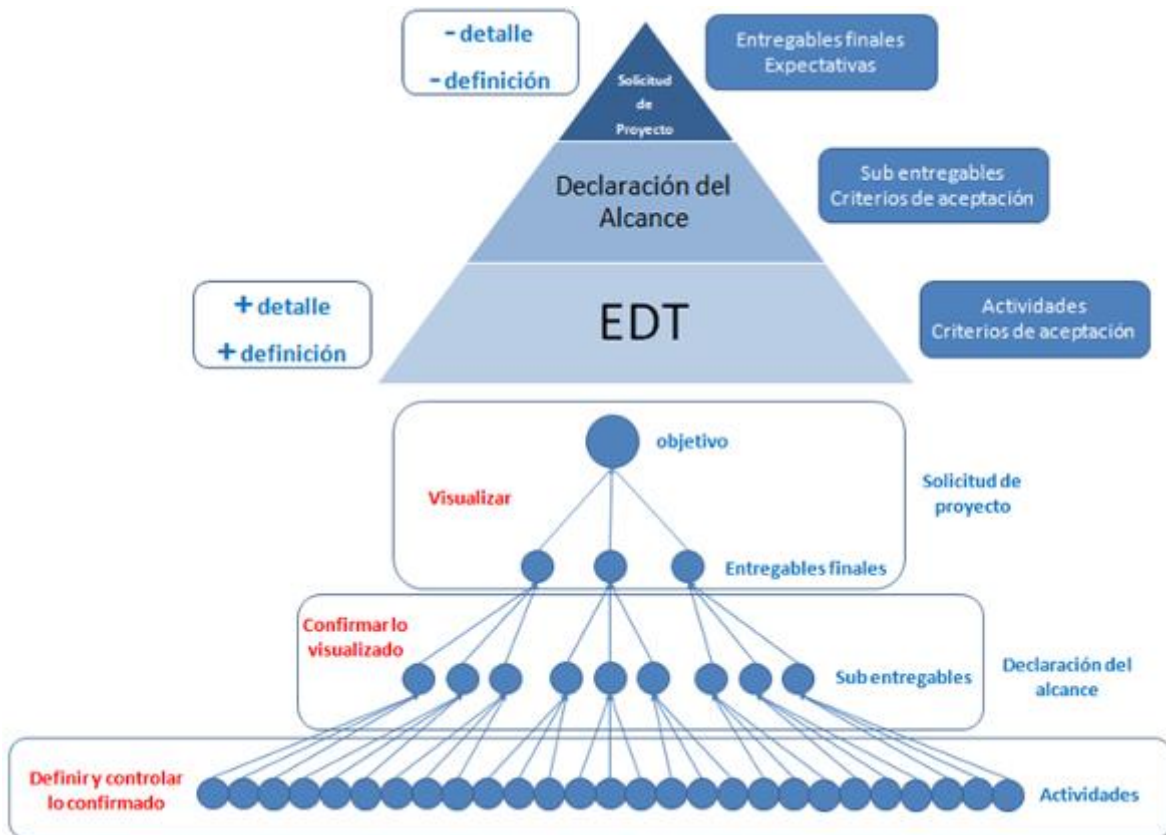 - detalle
- definición
Entregables finales
Expectativas
Solicitud
de
Proyecto
Declaración del
Alcance
Sub entregables
Criterios de aceptación
+ detalle
+ definición
EDT
Actividades
Criterios de aceptación
objetivo
Visualizar
Solicitud de
proyecto
Entregables finales
Confirmar lo
visualizado
Sub entregables
Declaración del
alcance
Definir y controlar
lo confirmado
Actividades